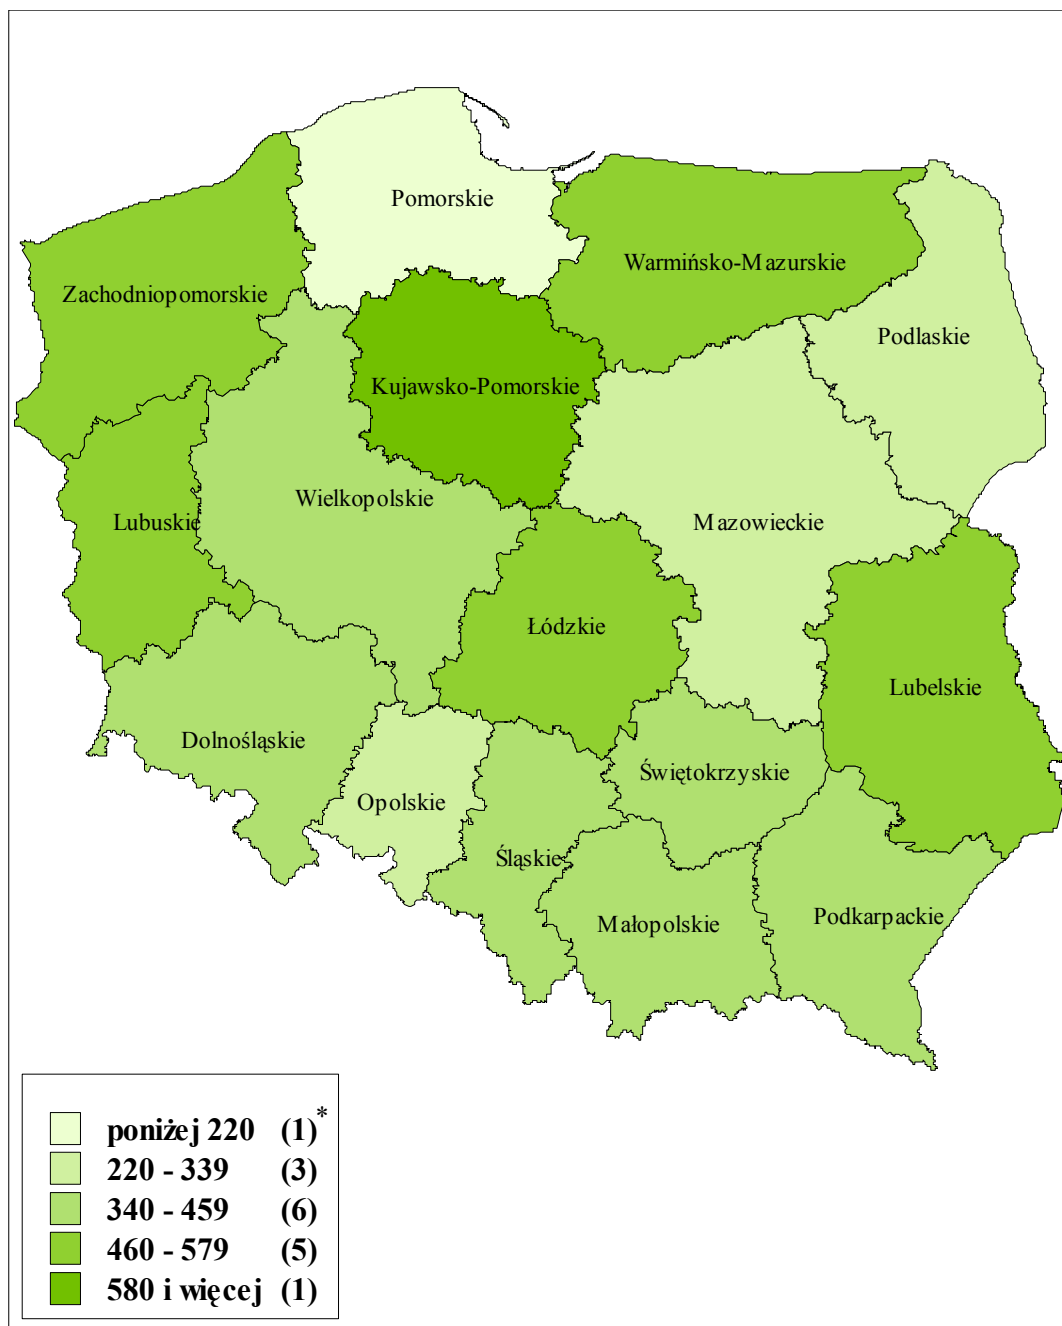 Pomorskie
Warmińsko-Mazurskie
Zachodniopomorskie
Podlaskie
Kujawsko-Pomorskie
Wielkopolskie
Lubuskie
Mazowieckie
Łódzkie
Lubelskie
Dolnośląskie
Świętokrzyskie
Opolskie
Śląskie
Podkarpackie
Małopolskie
poniżej 220 (1)*
220 - 339 (3)
340 - 459 (6)
460 - 579 (5)
580 i więcej (1)